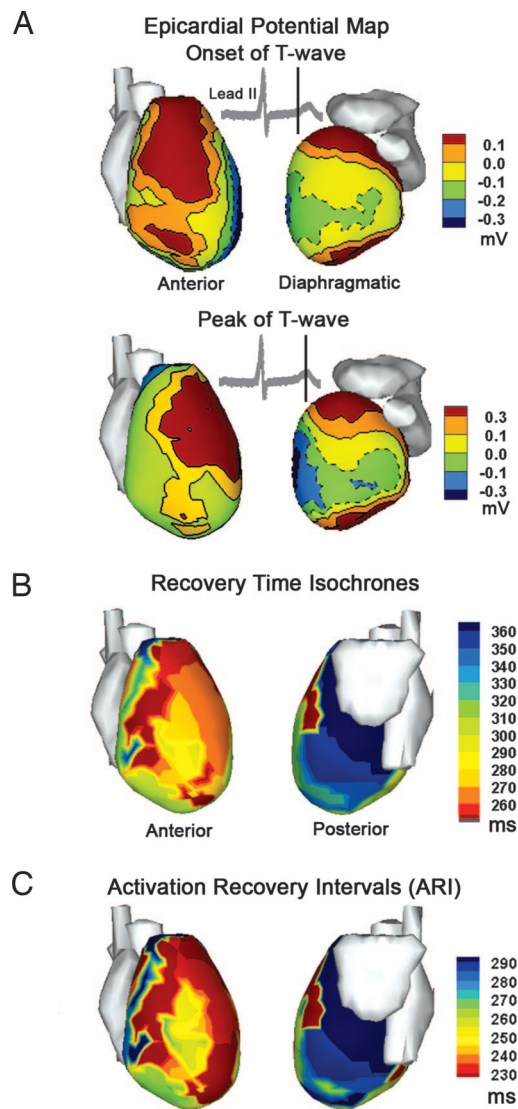 A
Epicardial Potential Map
Onset of T-wave
Lead II
0.1
0.0
-0.1
-0.2
-0.3
mV
Anterior
Diaphragmatic
Peak of T-wave
0.3
0.1
0.0
-0.1
-0.3
mV
B
Recovery Time Isochrones
360
350
340
330
320
310
300
290
280
270
260
ms
Anterior
Posterior
C
Activation Recovery Intervals (ARI)
290
280
270
260
250
240
230
ms